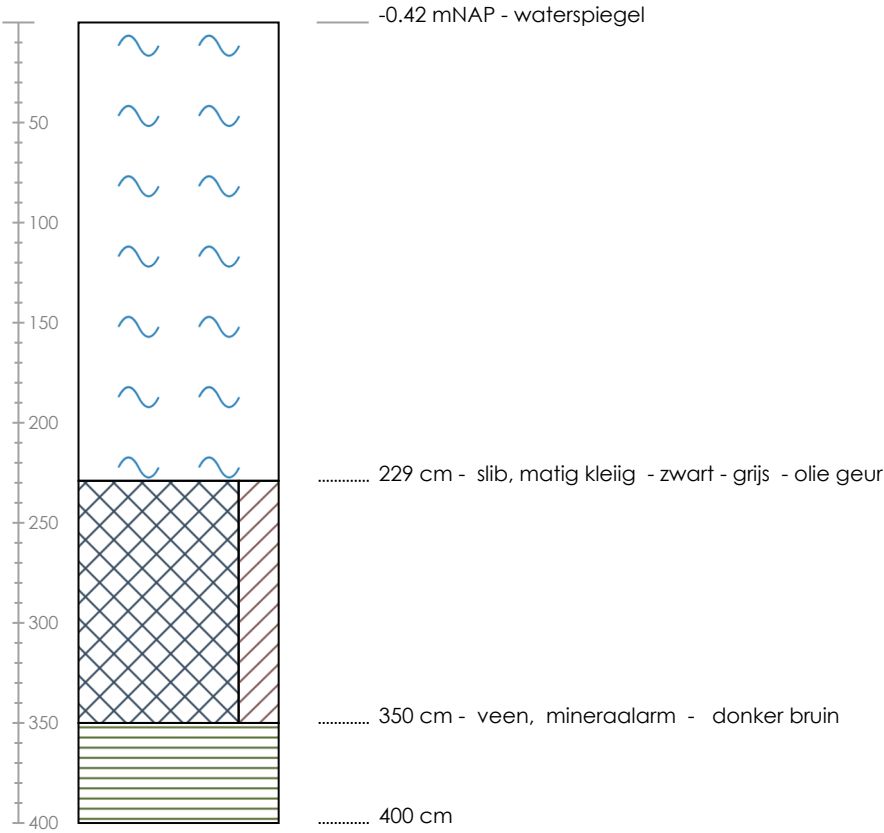 -0.42 mNAP - waterspiegel
50
100
150
200
229 cm - slib, matig kleiig - zwart - grijs - olie geur
250
300
350 cm - veen, mineraalarm - donker bruin
350
400 cm
400